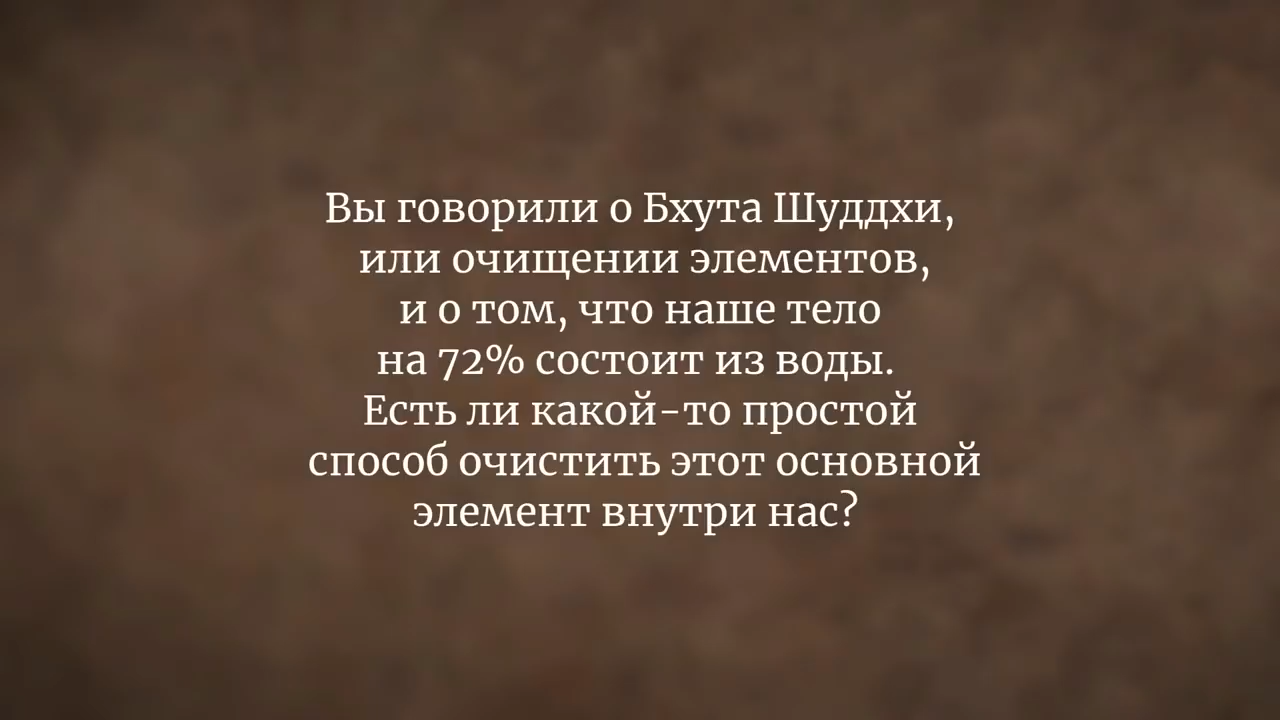 Вы говорили о Бхута Шуддхи,
или очищении элементов,
и о том, что наше тело
на 72% состоит из воды.
Есть ли какой-то простой
способ очистить этот основной
элемент внутри нас?